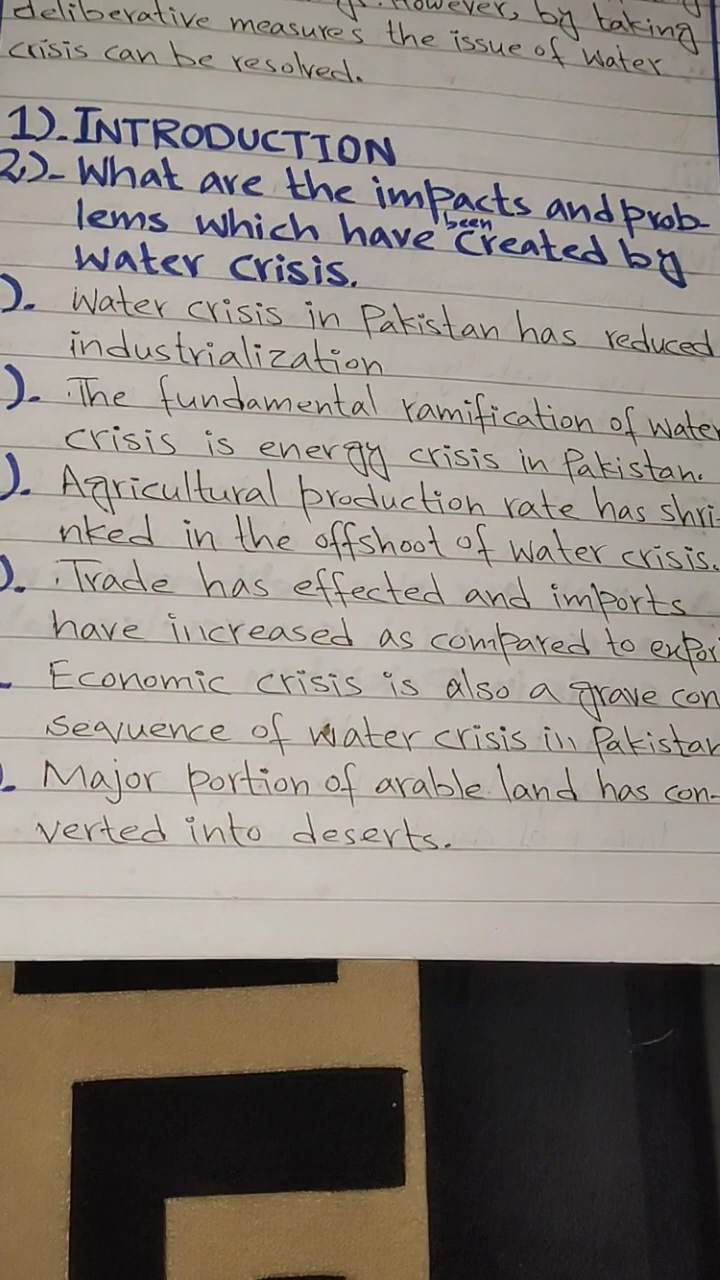 However, by taking
deliberative measures the issue of water
crisis can be resolved.
1). INTRODUCTION
2)- What are the impacts and prob-
lems which have been created by
water crisis.
). Water crisis in Pakistan has reduced
industrialization
). The fundamental ramification of water
crisis is energy crisis in Pakistan.
). Agricultural production rate has shri-
nked in the offshoot of water crisis.
). Trade has effected and imports
have increased as compared to expor
Economic crisis is also a grave con
sequence of water crisis in Pakistan
. Major portion of arable land has con-
verted into deserts.